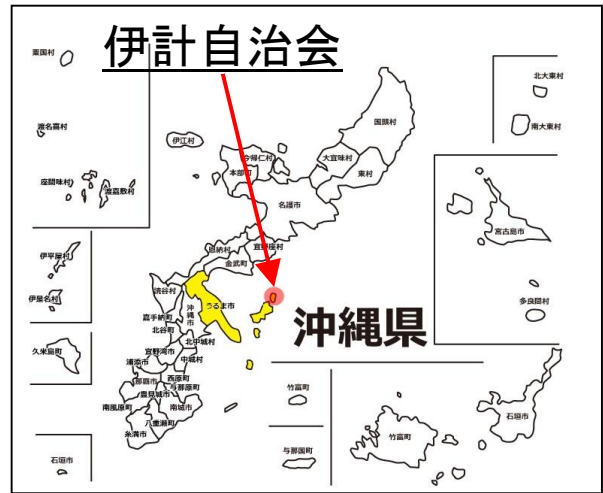 伊計自治会
粟国村
北大東村
国頭村
南大東村
渡名喜村
伊江村
今帰仁村
大宜味村
本部町
東村
座間味村
渡嘉敷村
名護市
宮古島市
伊平屋村
恩納村
宜野座村
金武町
読谷村
うるま市
伊是名村
沖縄市
嘉手納町
多良間村
北谷町
沖縄県
北中城村
久米島町
宜野湾市
中城村
浦添市
西原町
那覇市
与那原町
竹富町
豊見城市
南風原町
南城市
石垣市
八重瀬町
糸満市
竹富町
与那国町
石垣市